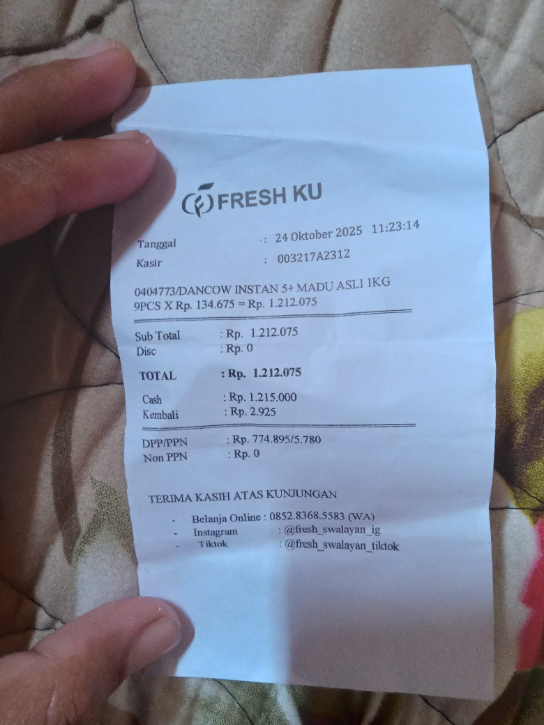 FRESH KU
Tanggal : 24 Oktober 2025 11:23:14
Kasir : 003217A2312
0404773/DANCOW INSTAN 5+ MADU ASLI 1KG
9PCS X Rp. 134.675 = Rp. 1.212.075
Sub Total : Rp. 1.212.075
Disc : Rp. 0
TOTAL : Rp. 1.212.075
Cash : Rp. 1.215.000
Kembali : Rp. 2.925
DPP/PPN : Rp. 774.895/5.780
Non PPN : Rp. 0
TERIMA KASIH ATAS KUNJUNGAN
- Belanja Online : 0852.8368.5583 (WA)
- Instagram : @fresh_swalayan_ig
- Tiktok : @fresh_swalayan_tiktok